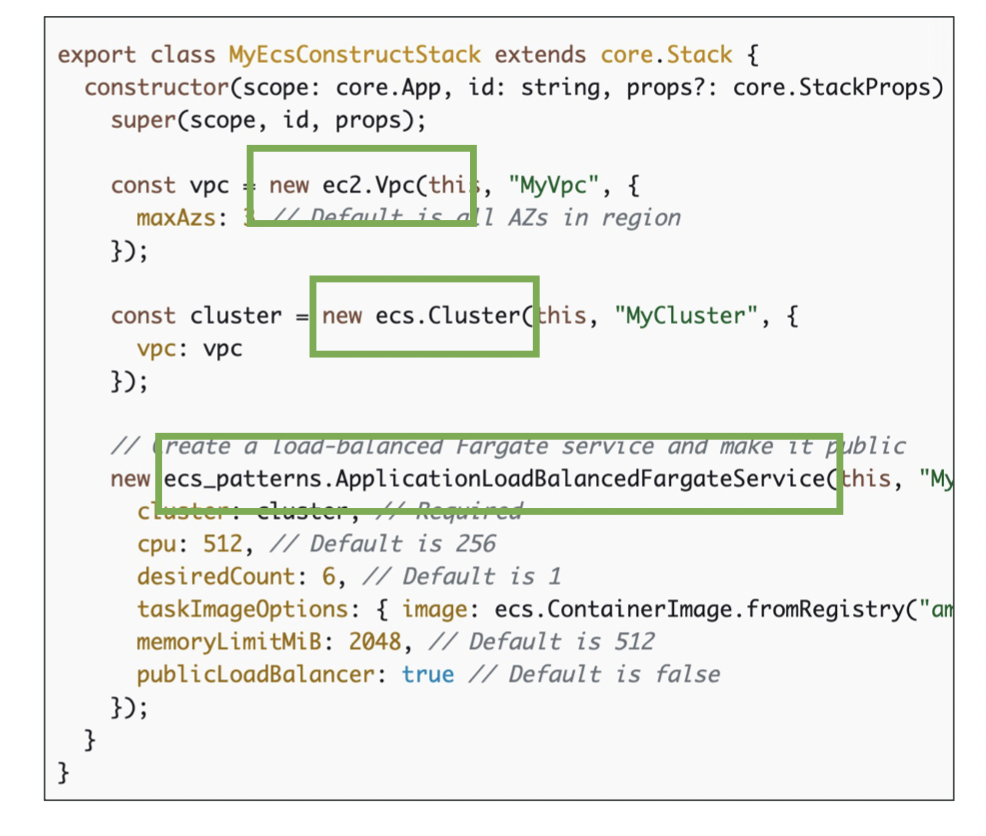 export class MyEcsConstructStack extends core.Stack {
constructor(scope: core.App, id: string, props?: core.StackProps)
super(scope, id, props);
const vpc = new ec2.Vpc(this, "MyVpc", {
maxAzs: 3 // Default is all AZs in region
});
const cluster = new ecs.Cluster(this, "MyCluster", {
vpc: vpc
});
// Create a load-balanced Fargate service and make it public
new ecs_patterns.ApplicationLoadBalancedFargateService(this, "My
cluster: cluster, // Required
cpu: 512, // Default is 256
desiredCount: 6, // Default is 1
taskImageOptions: { image: ecs.ContainerImage.fromRegistry("am
memoryLimitMiB: 2048, // Default is 512
publicLoadBalancer: true // Default is false
});
}
}